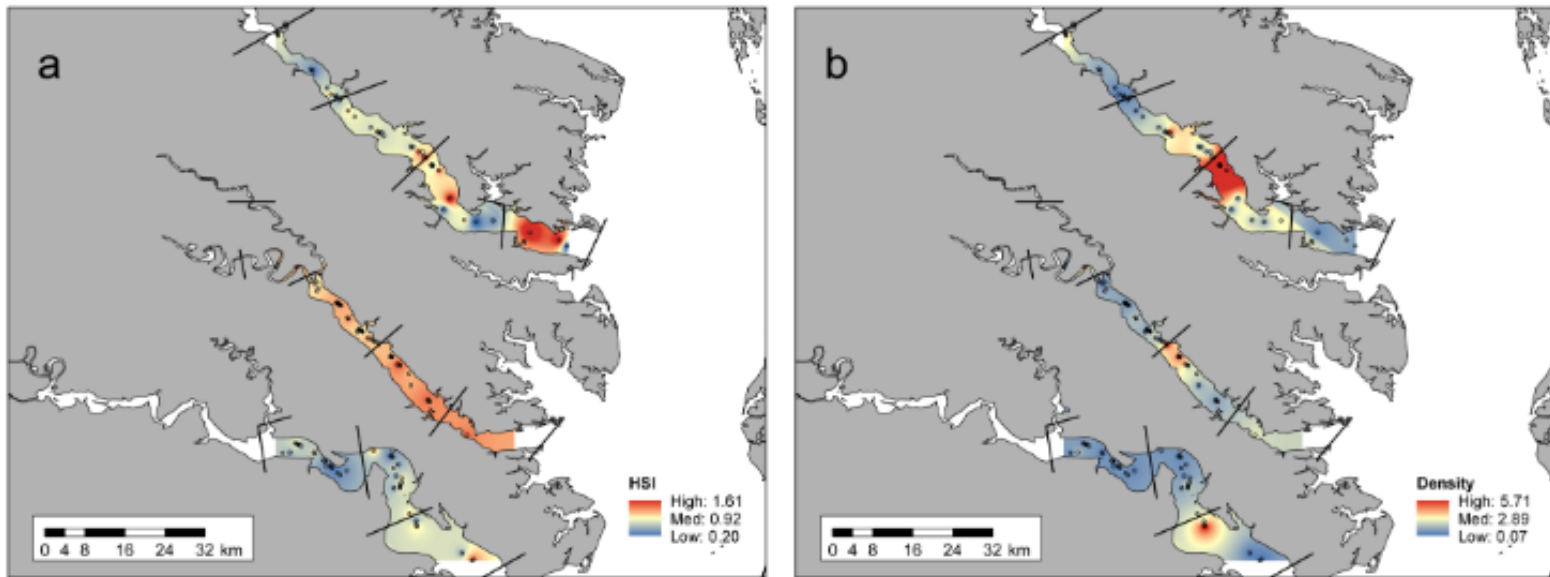 a
b
HSI
High: 1.61
Med: 0.92
Low: 0.20
0 4 8 16 24 32 km
Density
High: 5.71
Med: 2.89
Low: 0.07
0 4 8 16 24 32 km